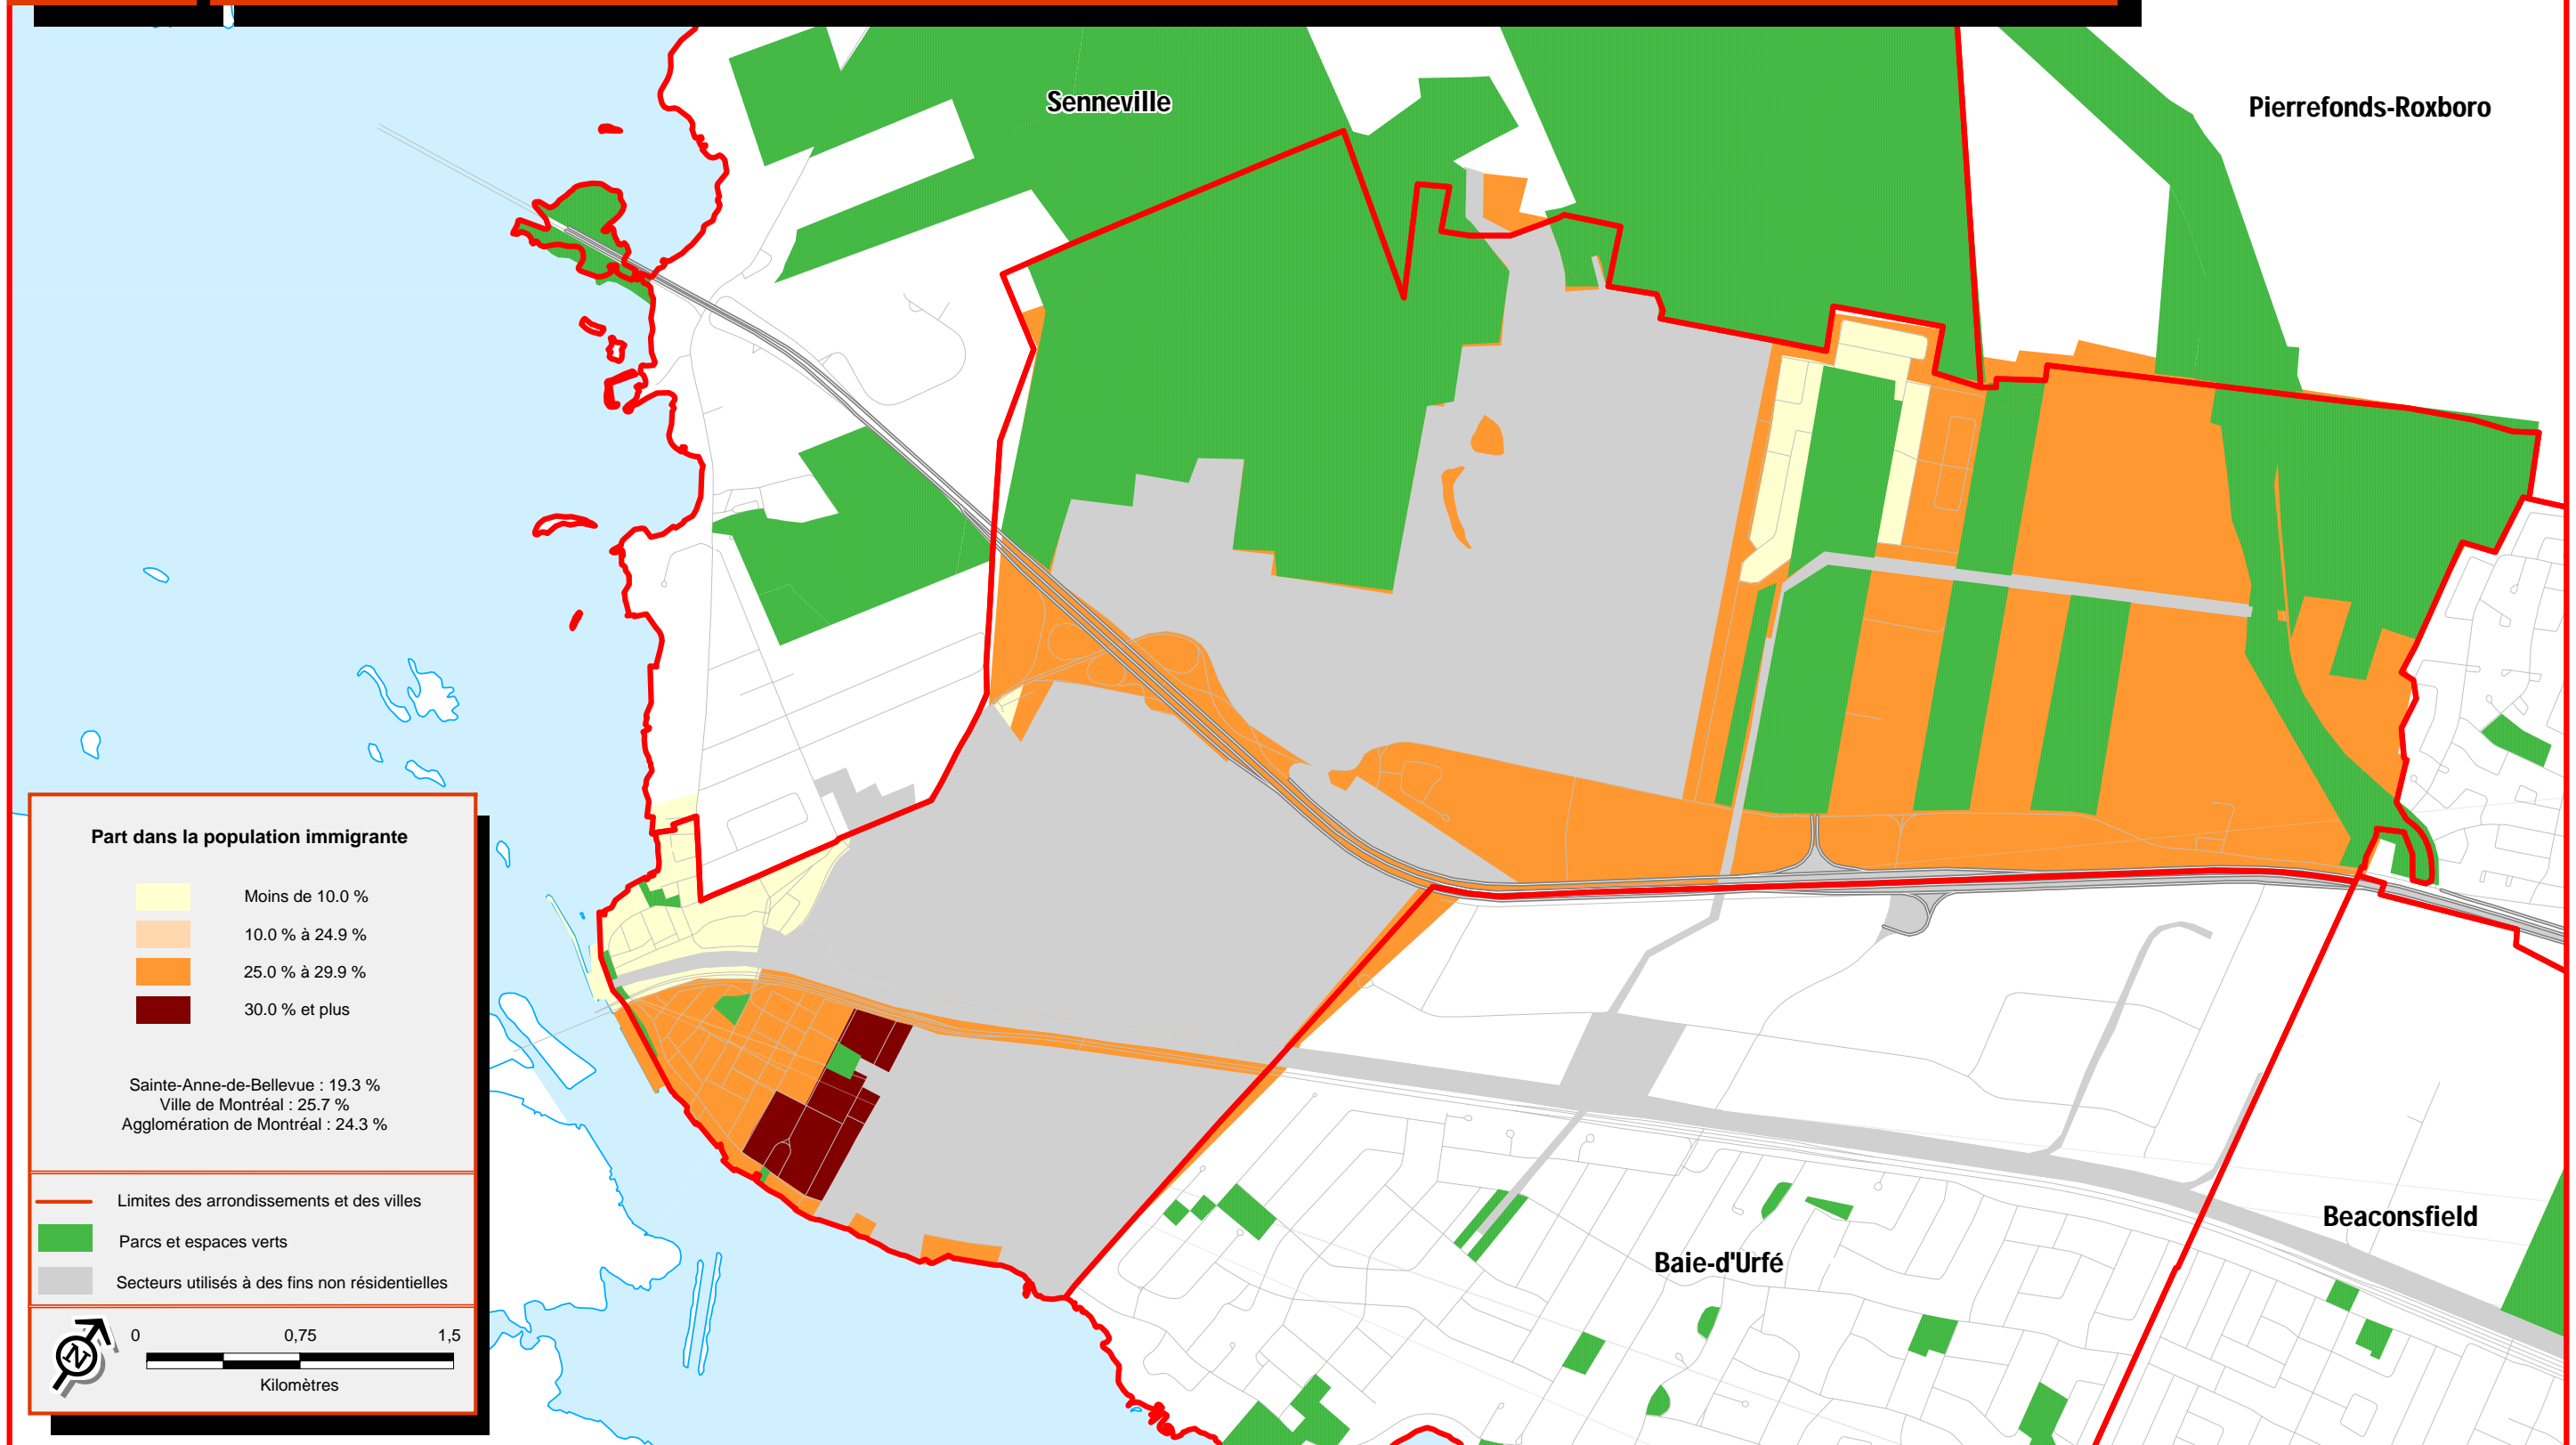 Senneville
Pierrefonds-Roxboro
Part dans la population immigrante
Moins de 10.0 %
10.0 % à 24.9 %
25.0 % à 29.9 %
30.0 % et plus
Sainte-Anne-de-Bellevue : 19.3 %
Ville de Montréal : 25.7 %
Agglomération de Montréal : 24.3 %
Limites des arrondissements et des villes
Parcs et espaces verts
Secteurs utilisés à des fins non résidentielles
N
0 0,75 1,5
Kilomètres
Beaconsfield
Baie-d'Urfé